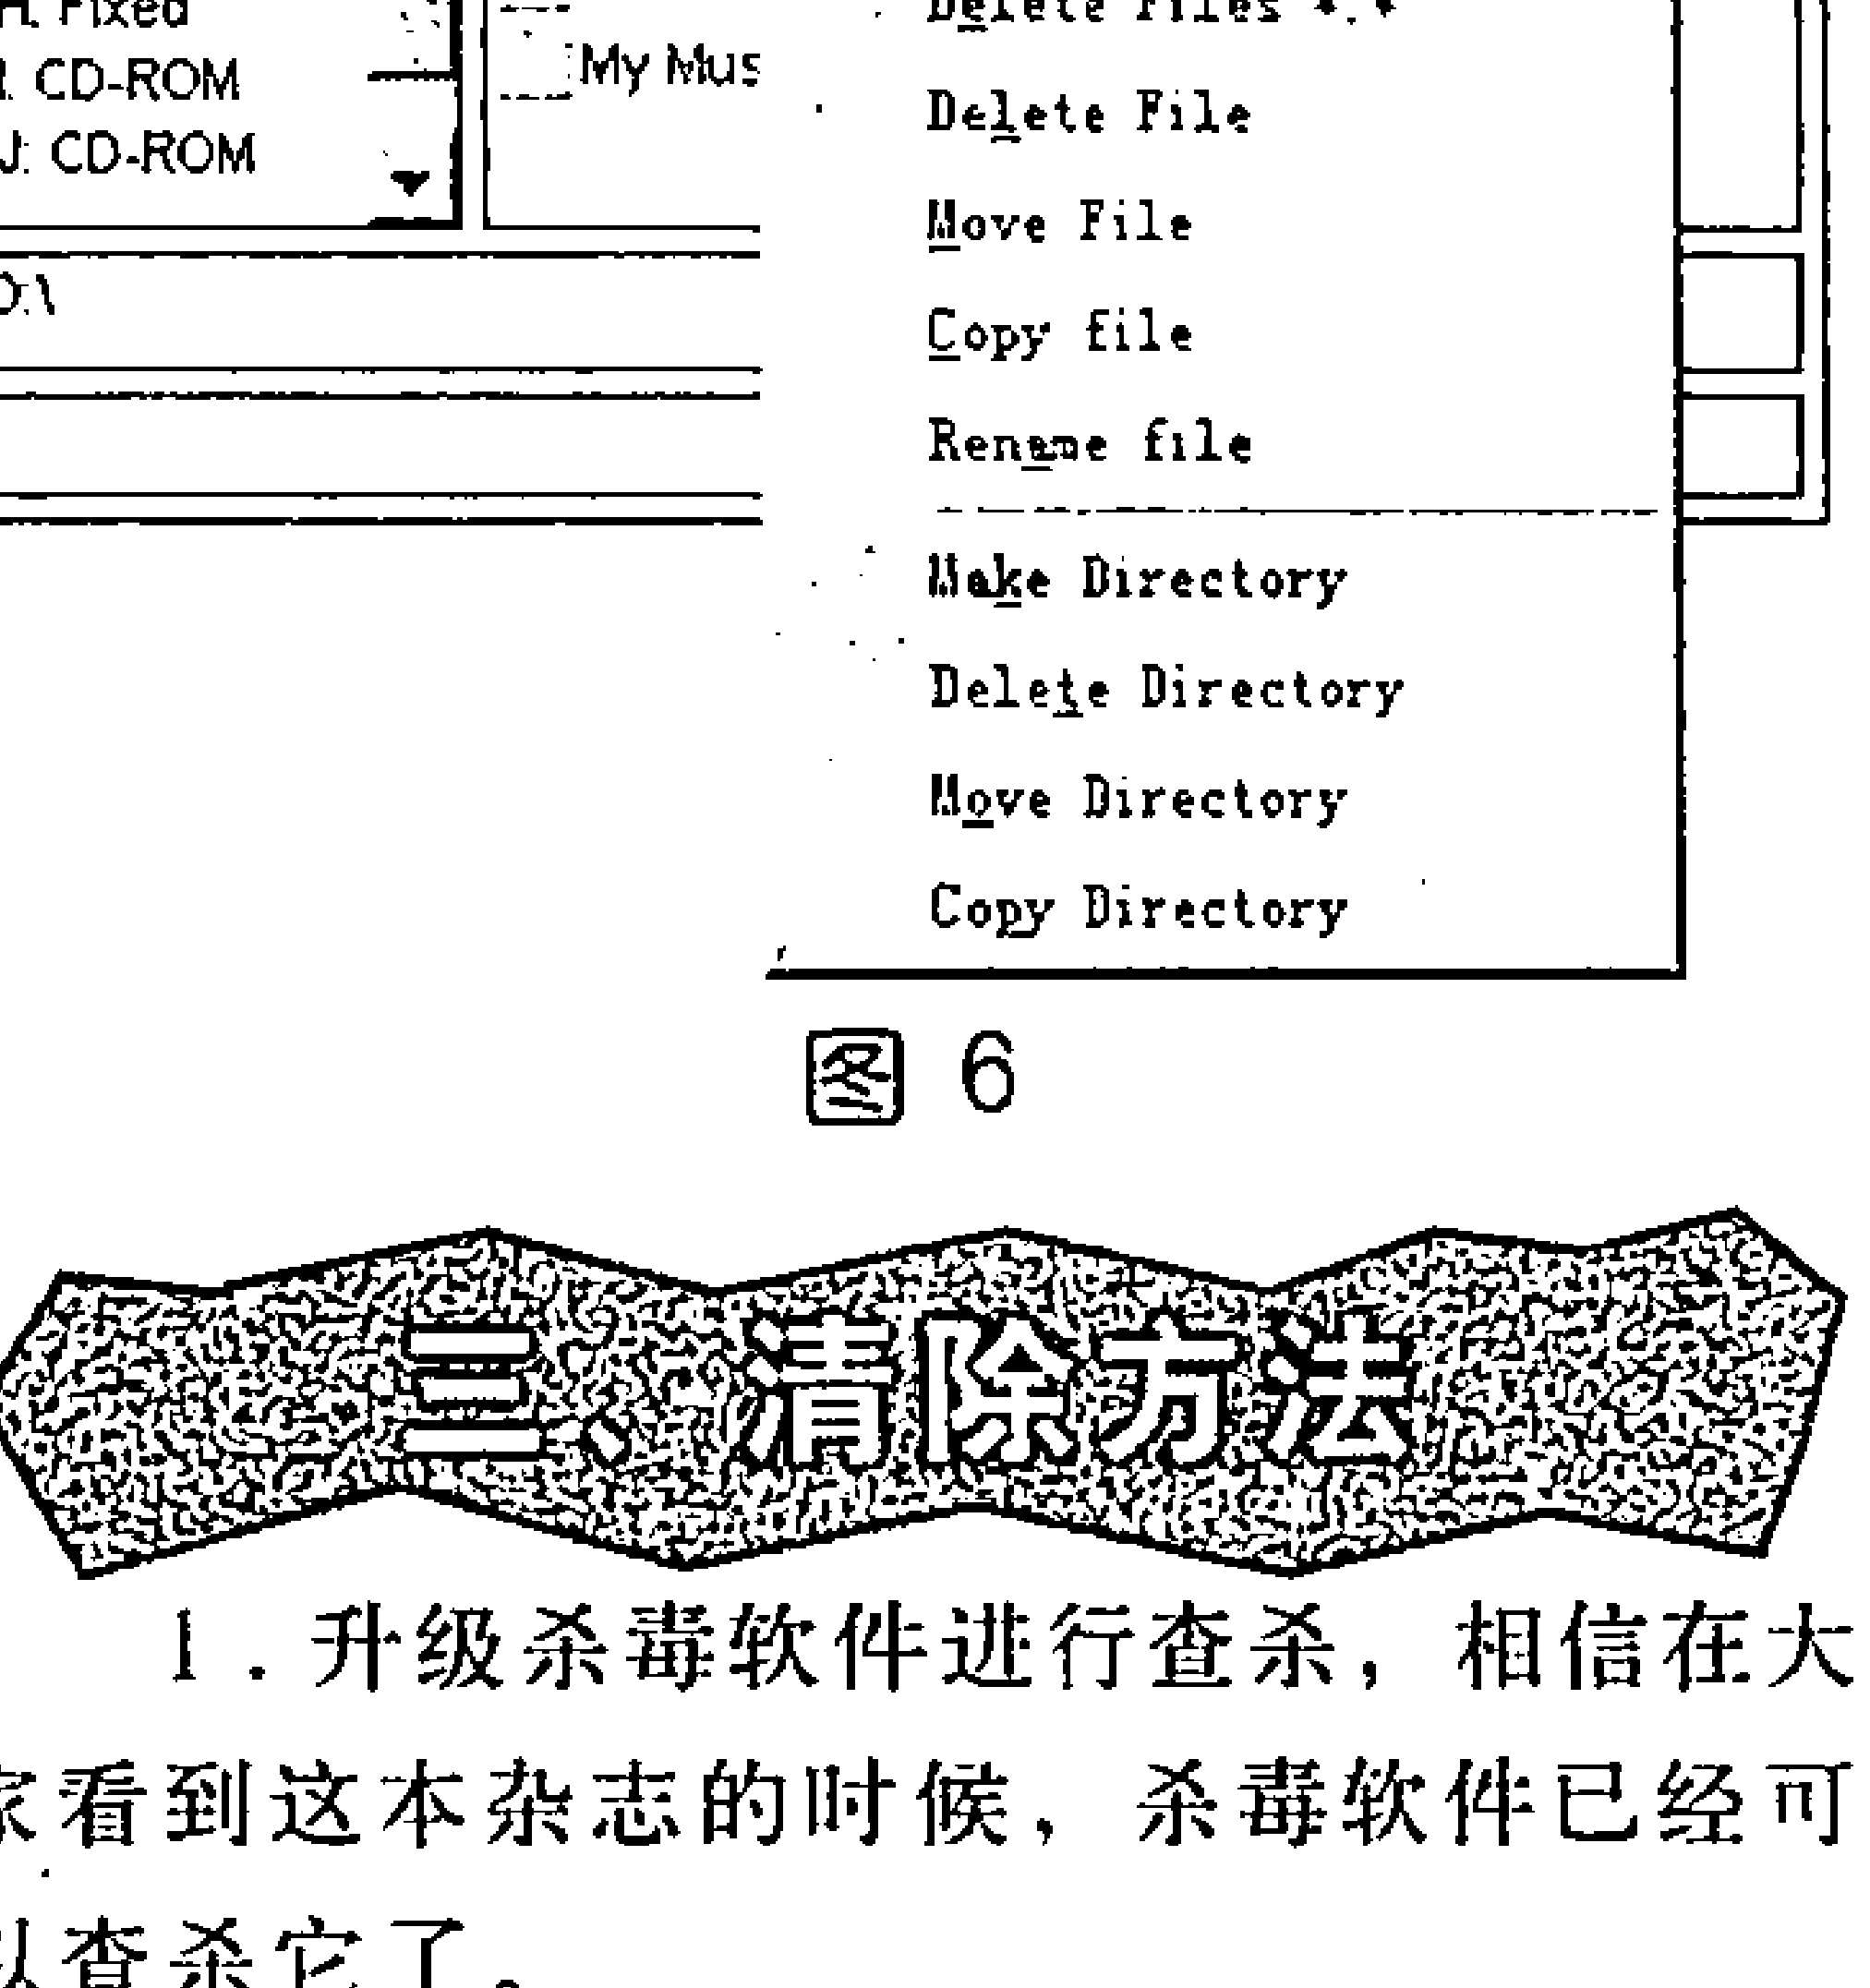 H: Fixed
I: CD-ROM
J: CD-ROM
My Mus
D:\
Delete Files *.*
Delete File
Move File
Copy file
Rename file
Make Directory
Delete Directory
Move Directory
Copy Directory
图 6
三、清除方法
1.升级杀毒软件进行查杀，相信在大
家看到这本杂志的时候，杀毒软件已经可
以查杀它了。